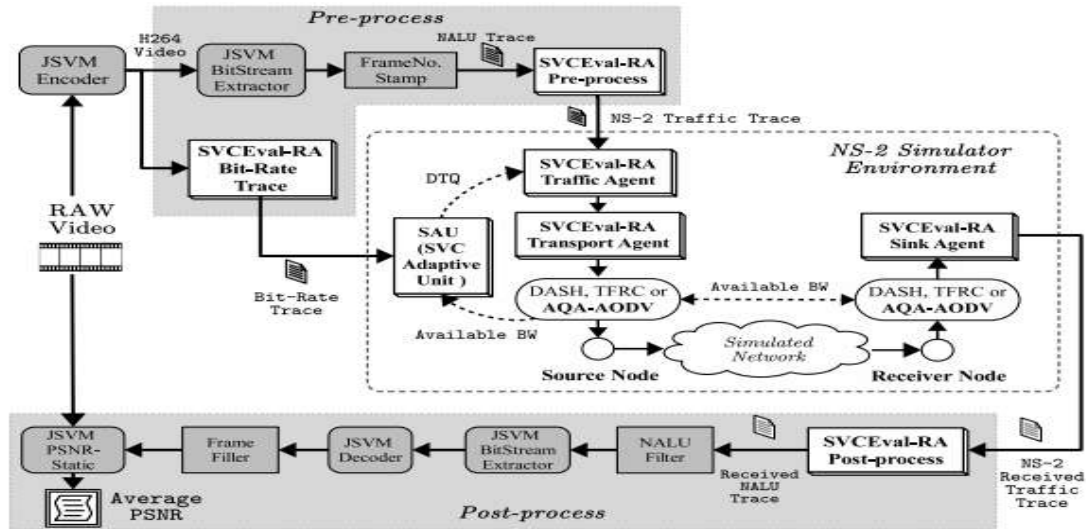 Pre-process
H264
Video
NALU Trace
JSVM
Encoder
JSVM
BitStream
Extractor
FrameNo.
Stamp
SVCEval-RA
Pre-process
NS-2 Traffic Trace
SVCEval-RA
Bit-Rate
Trace
NS-2 Simulator
Environment
DTQ
SVCEval-RA
Traffic Agent
RAW
Video
SAU
(SVC
Adaptive
Unit )
SVCEval-RA
Transport Agent
SVCEval-RA
Sink Agent
Bit-Rate
Trace
DASH, TFRC or
AQA-AODV
Available BW
DASH, TFRC or
AQA-AODV
Available BW
Simulated
Network
Source Node
Receiver Node
JSVM
PSNR-
Static
Frame
Filler
JSVM
Decoder
JSVM
BitStream
Extractor
NALU
Filter
SVCEval-RA
Post-process
Received
NALU
Trace
NS-2
Received
Traffic
Trace
Average
PSNR
Post-process